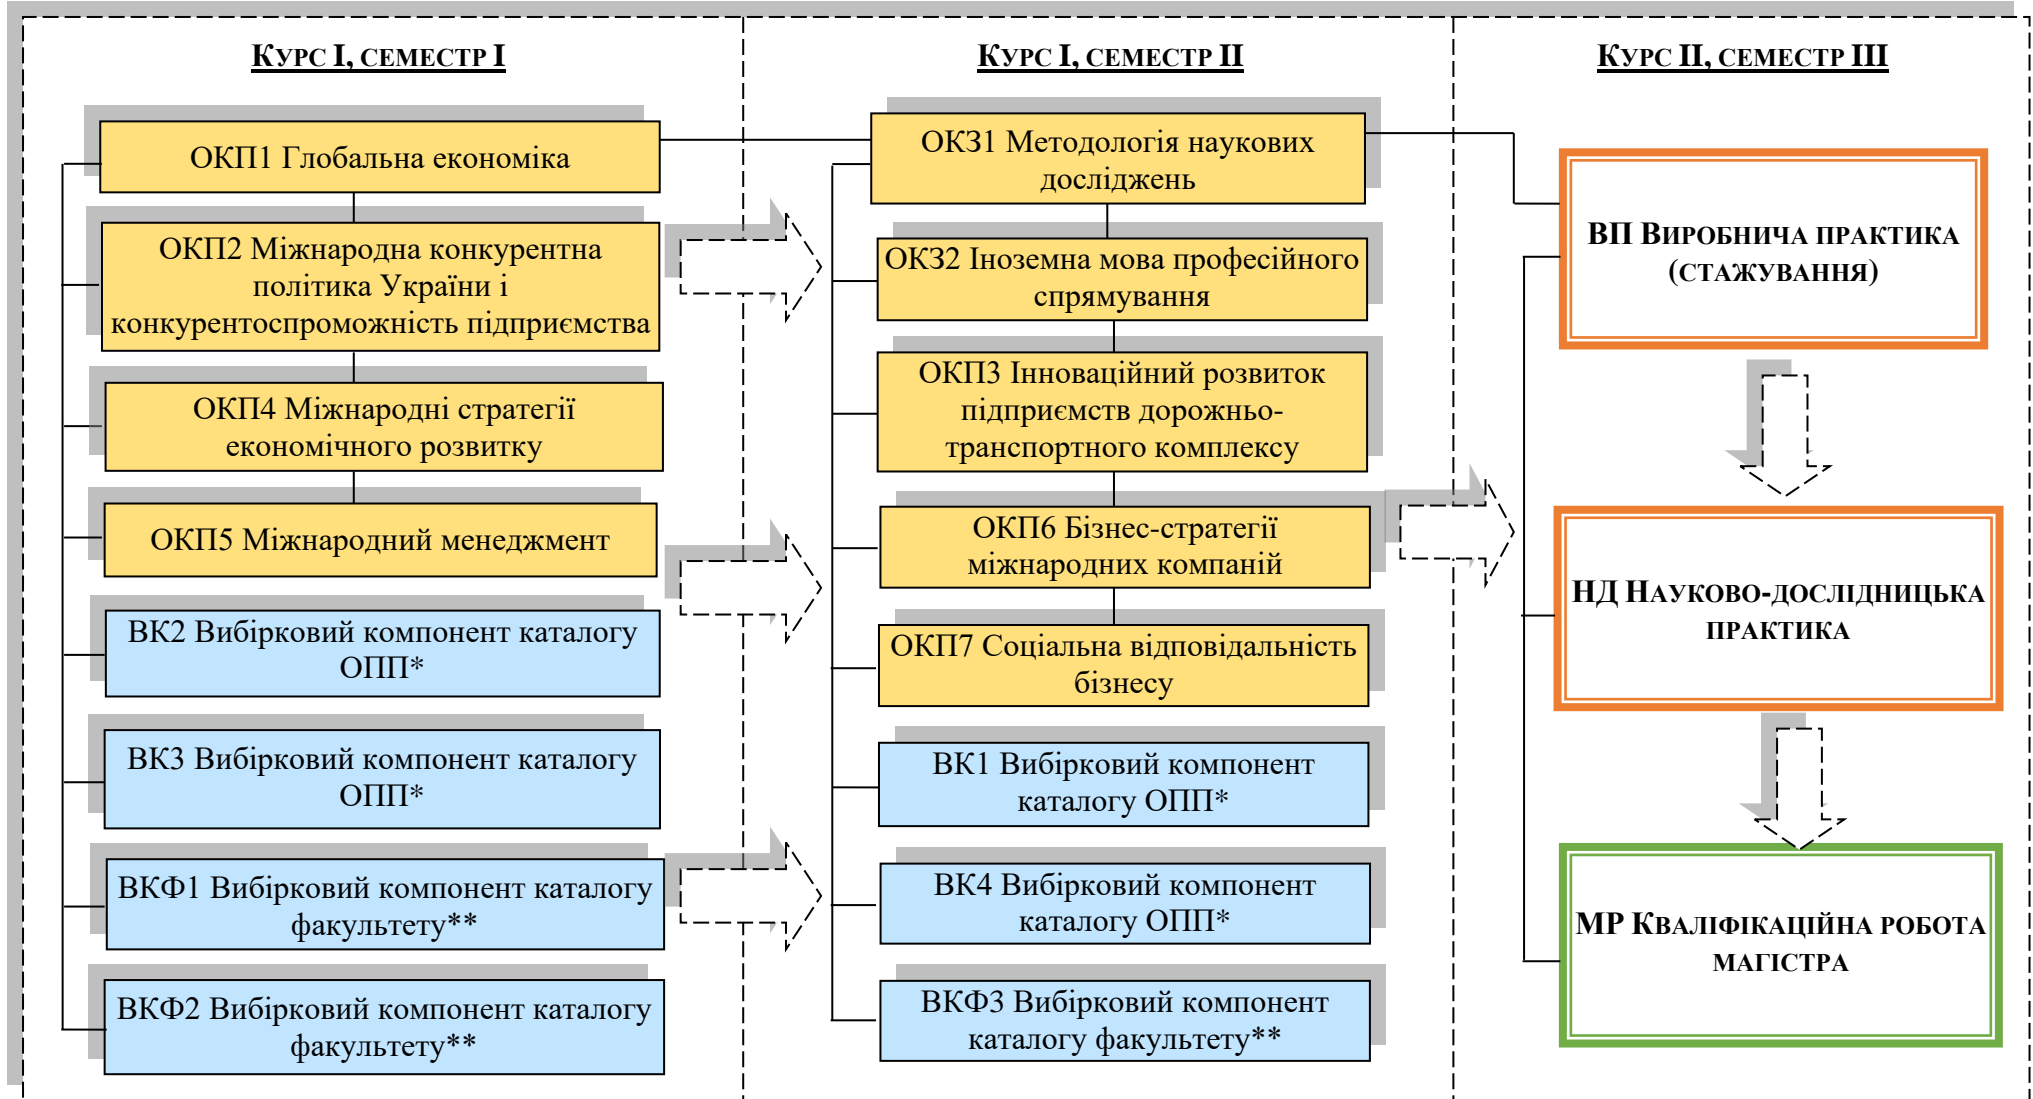 КУРС І, СЕМЕСТР І
ОКП1 Глобальна економіка
ОКП2 Міжнародна конкурентна
політика України і
конкурентоспроможність підприємства
ОКП4 Міжнародні стратегії
економічного розвитку
ОКП5 Міжнародний менеджмент
ВК2 Вибірковий компонент каталогу
ОПП*
ВК3 Вибірковий компонент каталогу
ОПП*
ВКФ1 Вибірковий компонент каталогу
факультету**
ВКФ2 Вибірковий компонент каталогу
факультету**
КУРС І, СЕМЕСТР ІІ
ОКЗ1 Методологія наукових
досліджень
ОКЗ2 Іноземна мова професійного
спрямування
ОКП3 Інноваційний розвиток
підприємств дорожньо-
транспортного комплексу
ОКП6 Бізнес-стратегії
міжнародних компаній
ОКП7 Соціальна відповідальність
бізнесу
ВК1 Вибірковий компонент
каталогу ОПП*
ВК4 Вибірковий компонент
каталогу ОПП*
ВКФ3 Вибірковий компонент
каталогу факультету**
КУРС ІІ, СЕМЕСТР ІІІ
ВП ВИРОБНИЧА ПРАКТИКА
(СТАЖУВАННЯ)
НД НАУКОВО-ДОСЛІДНИЦЬКА
ПРАКТИКА
МР КВАЛІФІКАЦІЙНА РОБОТА
МАГІСТРА